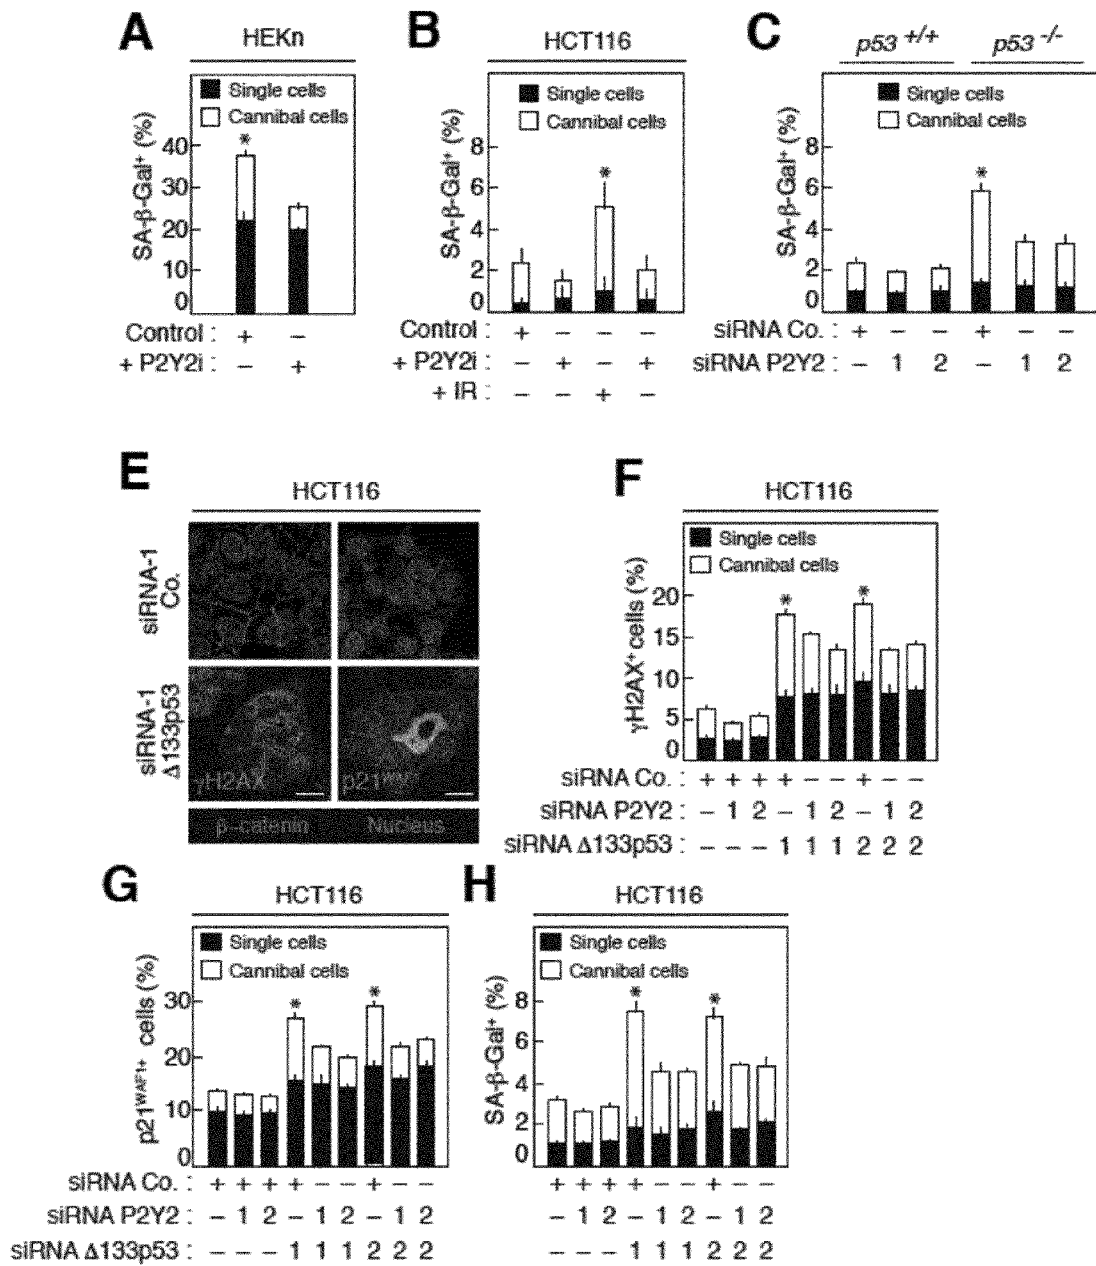 A
HEKn
Single cells
Cannibal cells
SA-β-Gal⁺ (%)
*
40
30
20
10
0
Control : + –
+ P2Y2i : – +
B
HCT116
Single cells
Cannibal cells
SA-β-Gal⁺ (%)
*
8
6
4
2
0
Control : + – – –
+ P2Y2i : – + – +
+ IR : – – + –
C
p53 +/+ p53 -/-
Single cells
Cannibal cells
SA-β-Gal⁺ (%)
*
8
6
4
2
0
siRNA Co. : + – – + – –
siRNA P2Y2 : – 1 2 – 1 2
E
HCT116
siRNA-1
Co.
siRNA-1
Δ133p53
γH2AX
β-catenin Nucleus
F
HCT116
Single cells
Cannibal cells
γH2AX⁺ cells (%)
* *
20
15
10
5
0
siRNA Co. : + + + + – – + – –
siRNA P2Y2 : – 1 2 – 1 2 – 1 2
siRNA Δ133p53 : – – – 1 1 1 2 2 2
G
HCT116
Single cells
Cannibal cells
p21ᵂᴬᶠ¹⁺ cells (%)
* *
30
20
10
0
siRNA Co. : + + + + – – + – –
siRNA P2Y2 : – 1 2 – 1 2 – 1 2
siRNA Δ133p53 : – – – 1 1 1 2 2 2
H
HCT116
Single cells
Cannibal cells
SA-β-Gal⁺ (%)
* *
8
6
4
2
0
+ + + + – – + – –
– 1 2 – 1 2 – 1 2
– – – 1 1 1 2 2 2